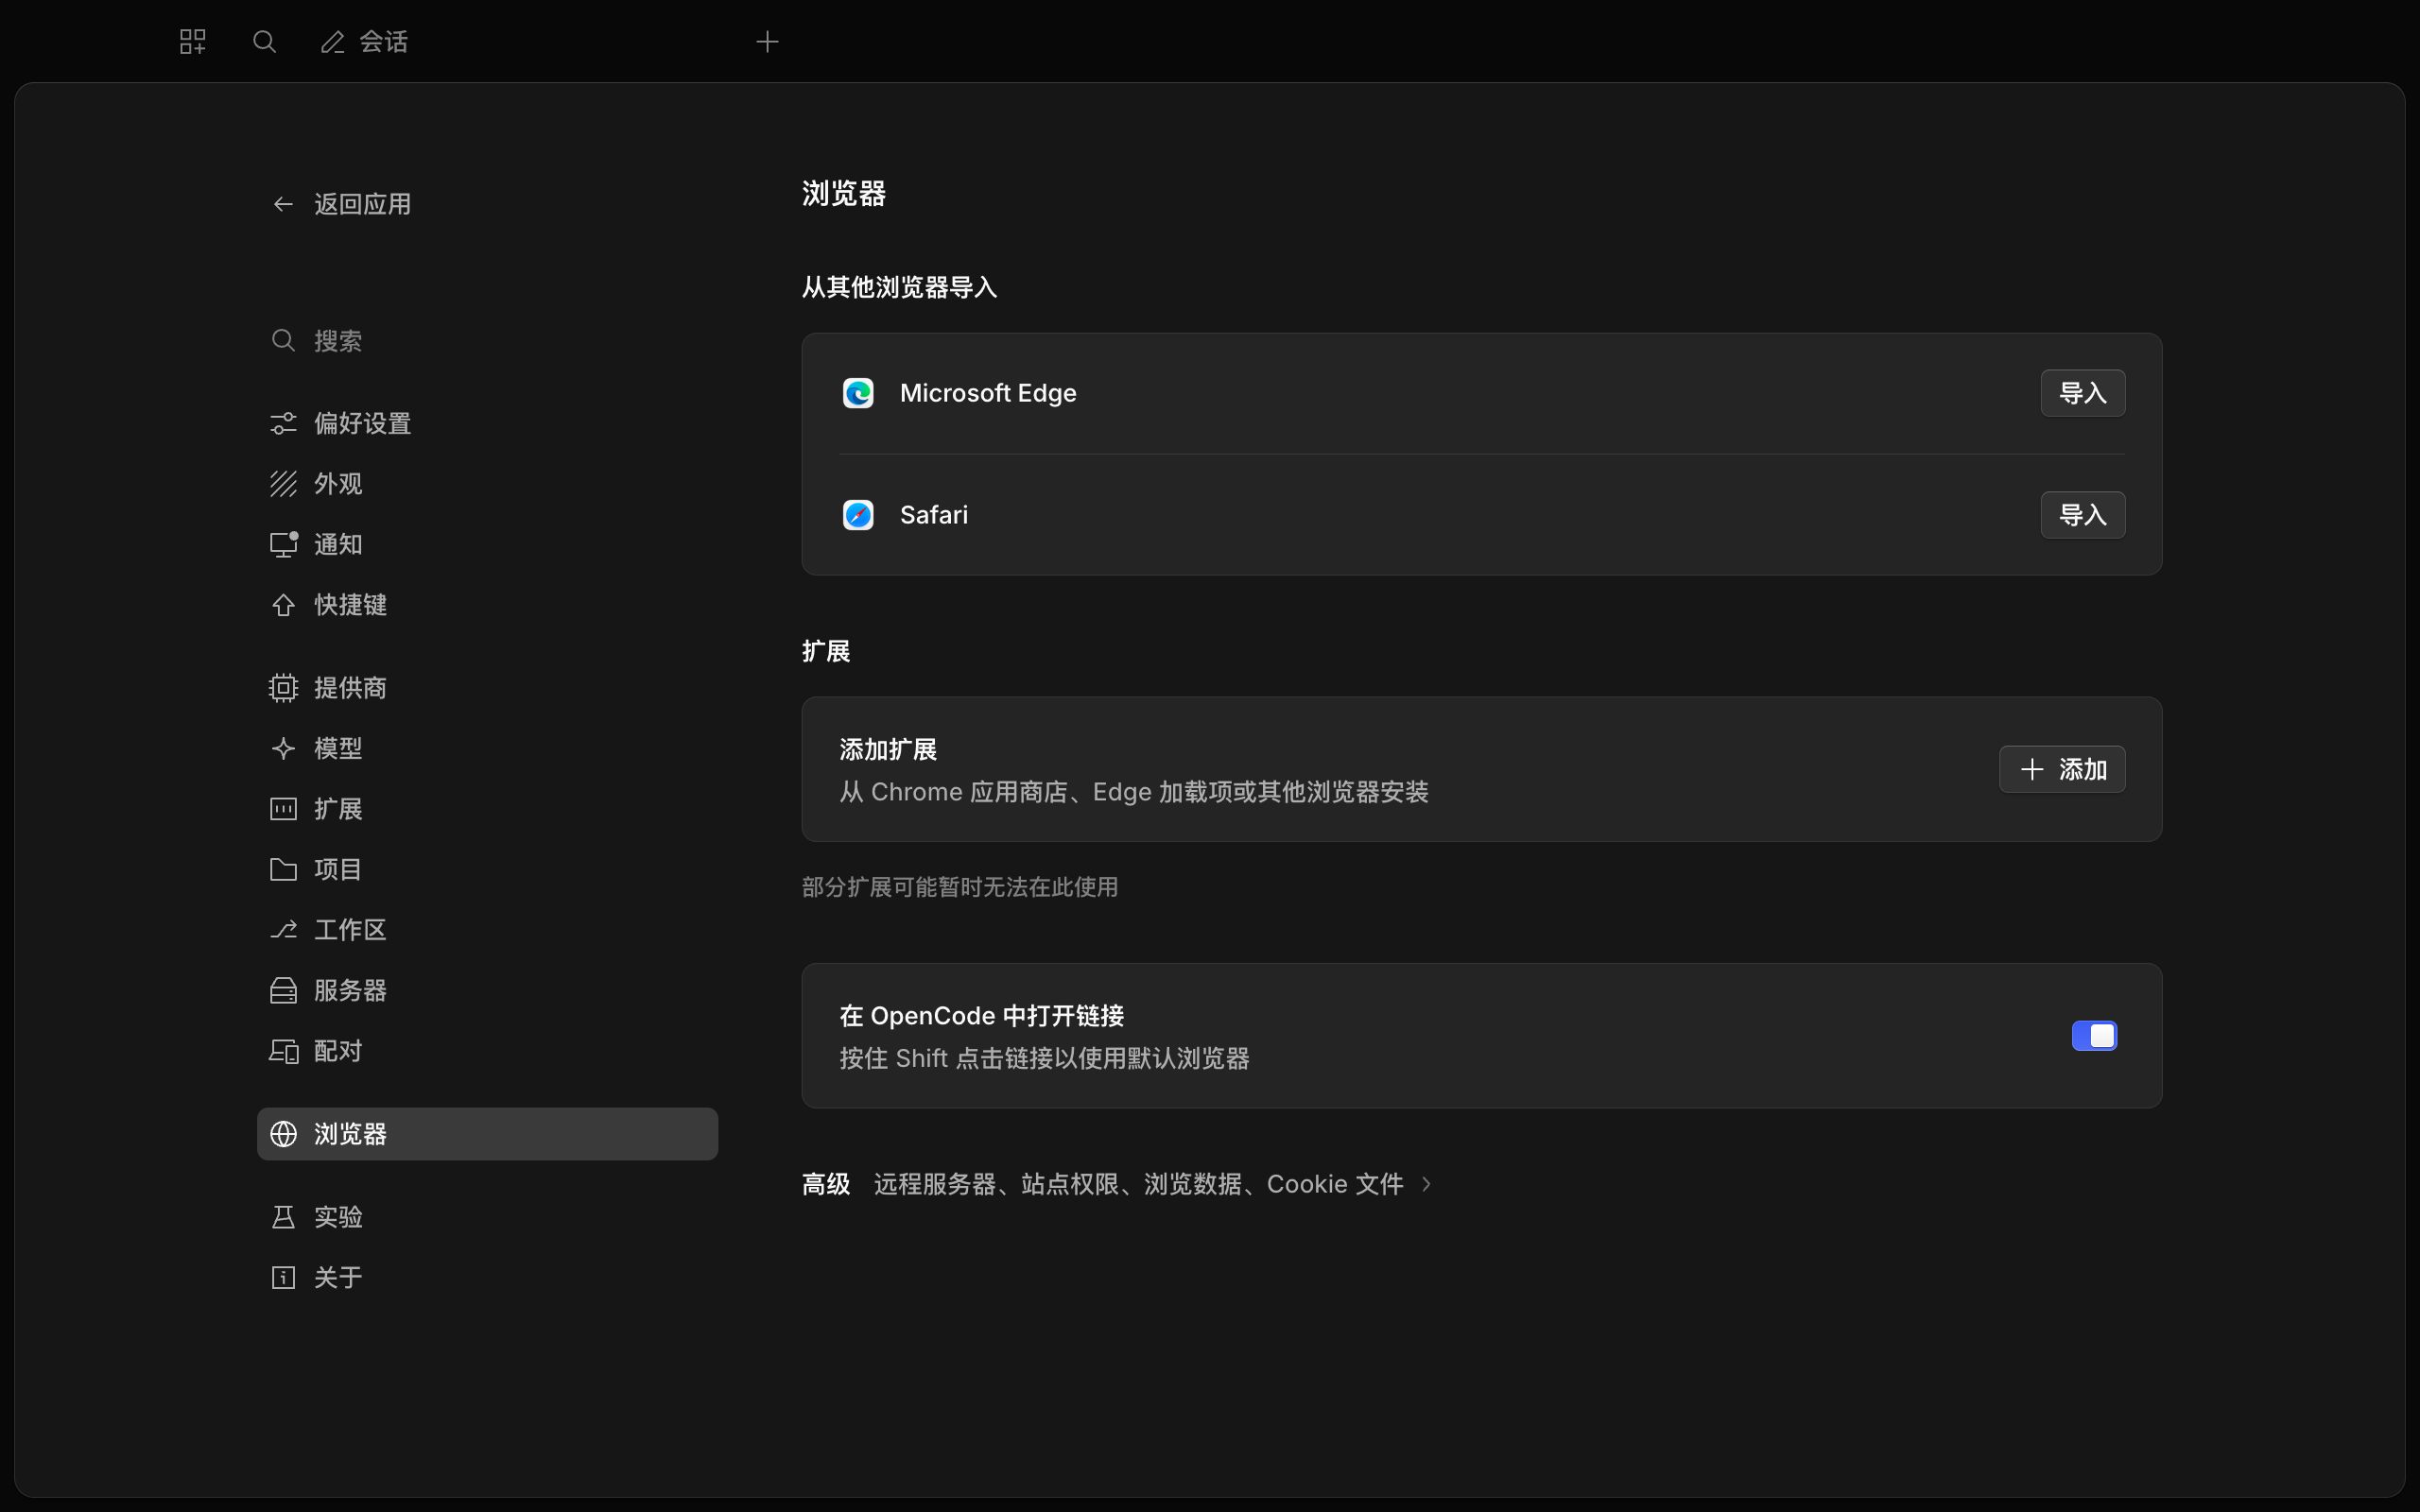 会话
返回应用
搜索
偏好设置
外观
通知
快捷键
提供商
模型
扩展
项目
工作区
服务器
配对
浏览器
实验
关于
浏览器
从其他浏览器导入
Microsoft Edge
导入
Safari
导入
扩展
添加扩展
从 Chrome 应用商店、Edge 加载项或其他浏览器安装
添加
部分扩展可能暂时无法在此使用
在 OpenCode 中打开链接
按住 Shift 点击链接以使用默认浏览器
高级 远程服务器、站点权限、浏览数据、Cookie 文件